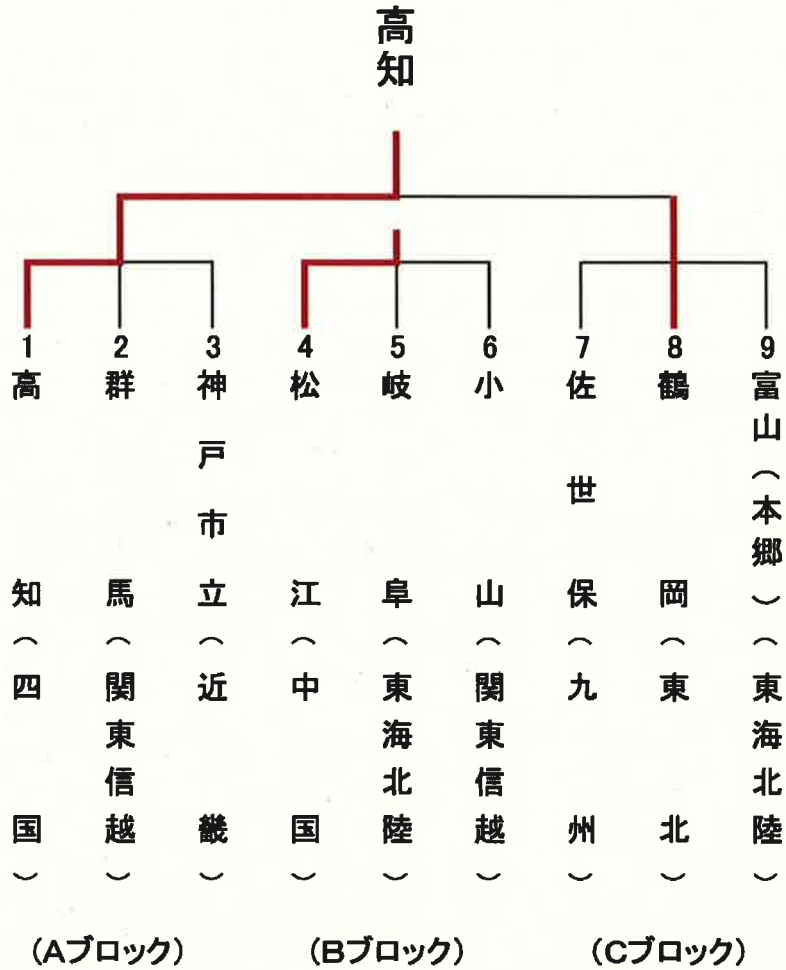 高知
1
高知（四国）
2
群馬（関東信越）
3
神戸市立（近畿）
4
松江（中国）
5
岐阜（東海北陸）
6
小山（関東信越）
7
佐世保（九州）
8
鶴岡（東北）
9
富山（本郷）（東海北陸）
（Aブロック）
（Bブロック）
（Cブロック）